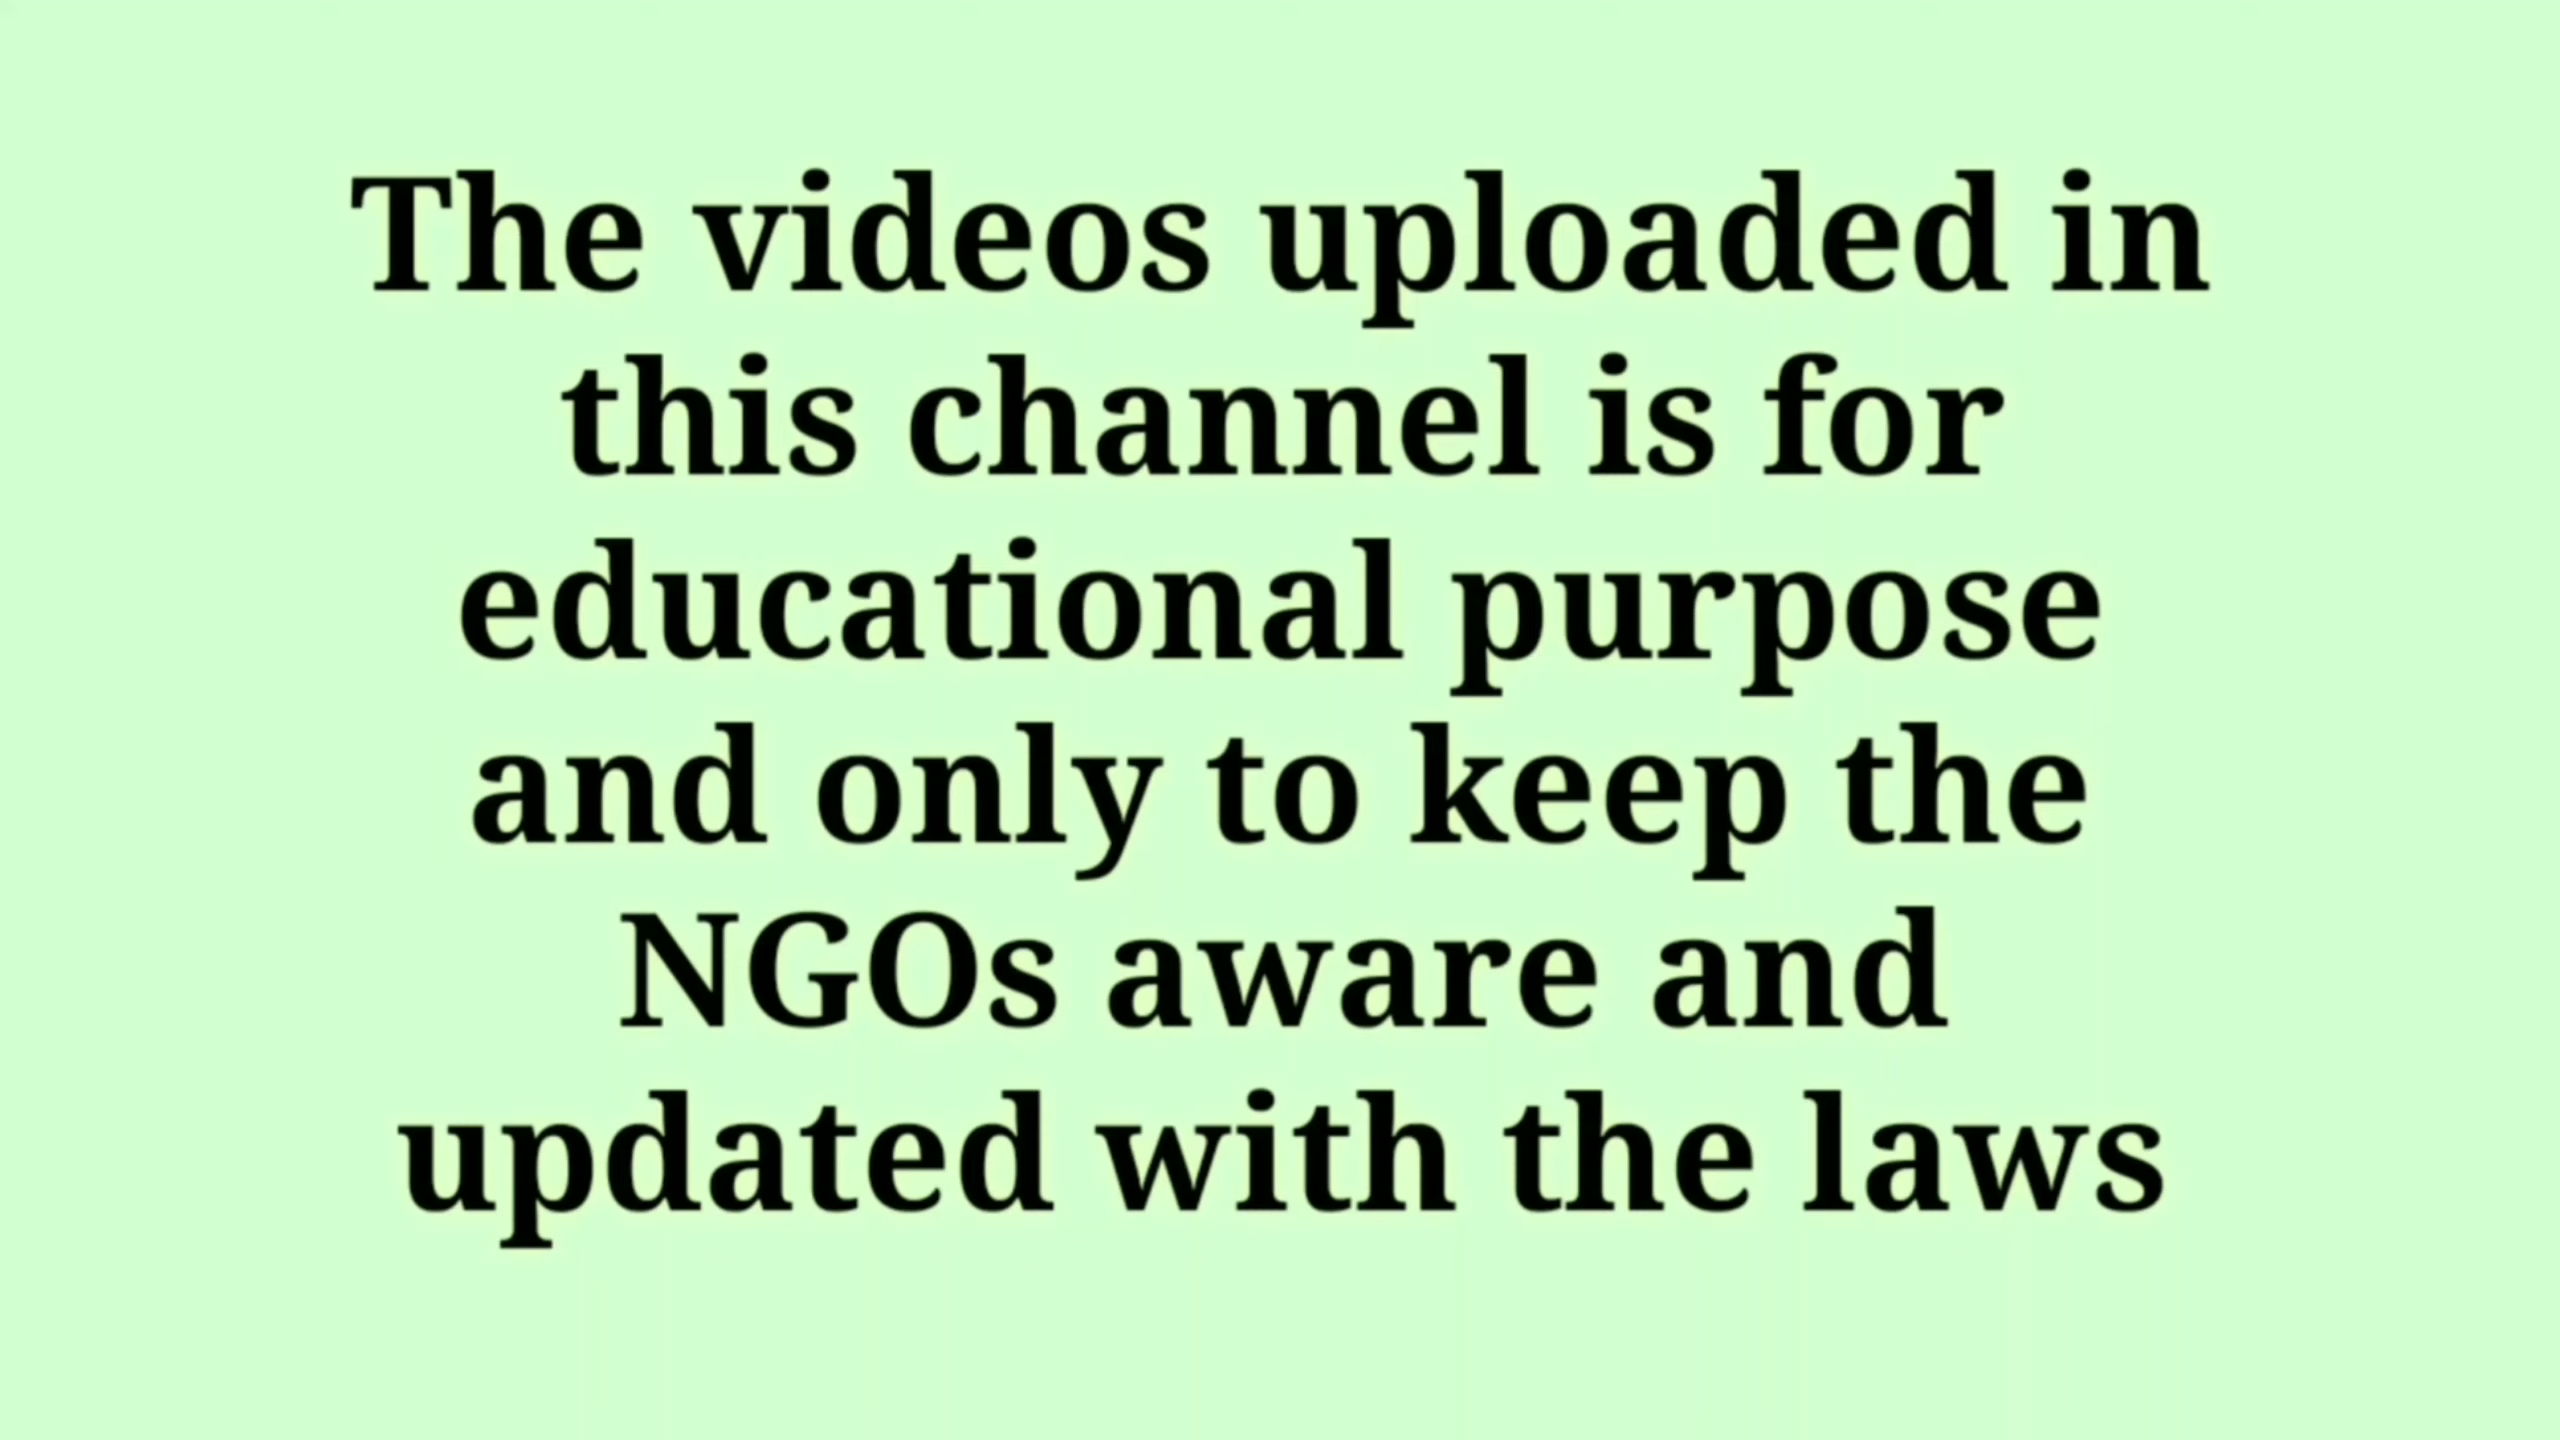 The videos uploaded in
this channel is for
educational purpose
and only to keep the
NGOs aware and
updated with the laws